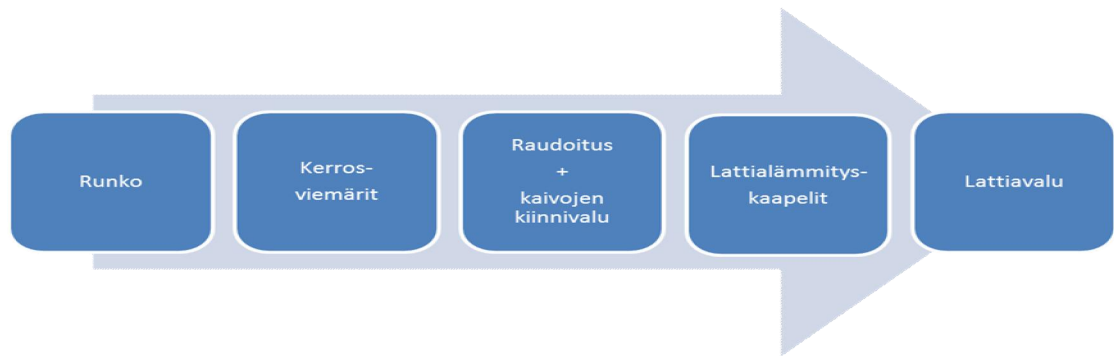 Runko
Kerros-
viemärit
Raudoitus
+
kaivojen
kiinnivalu
Lattialämmitys-
kaapelit
Lattiavalu